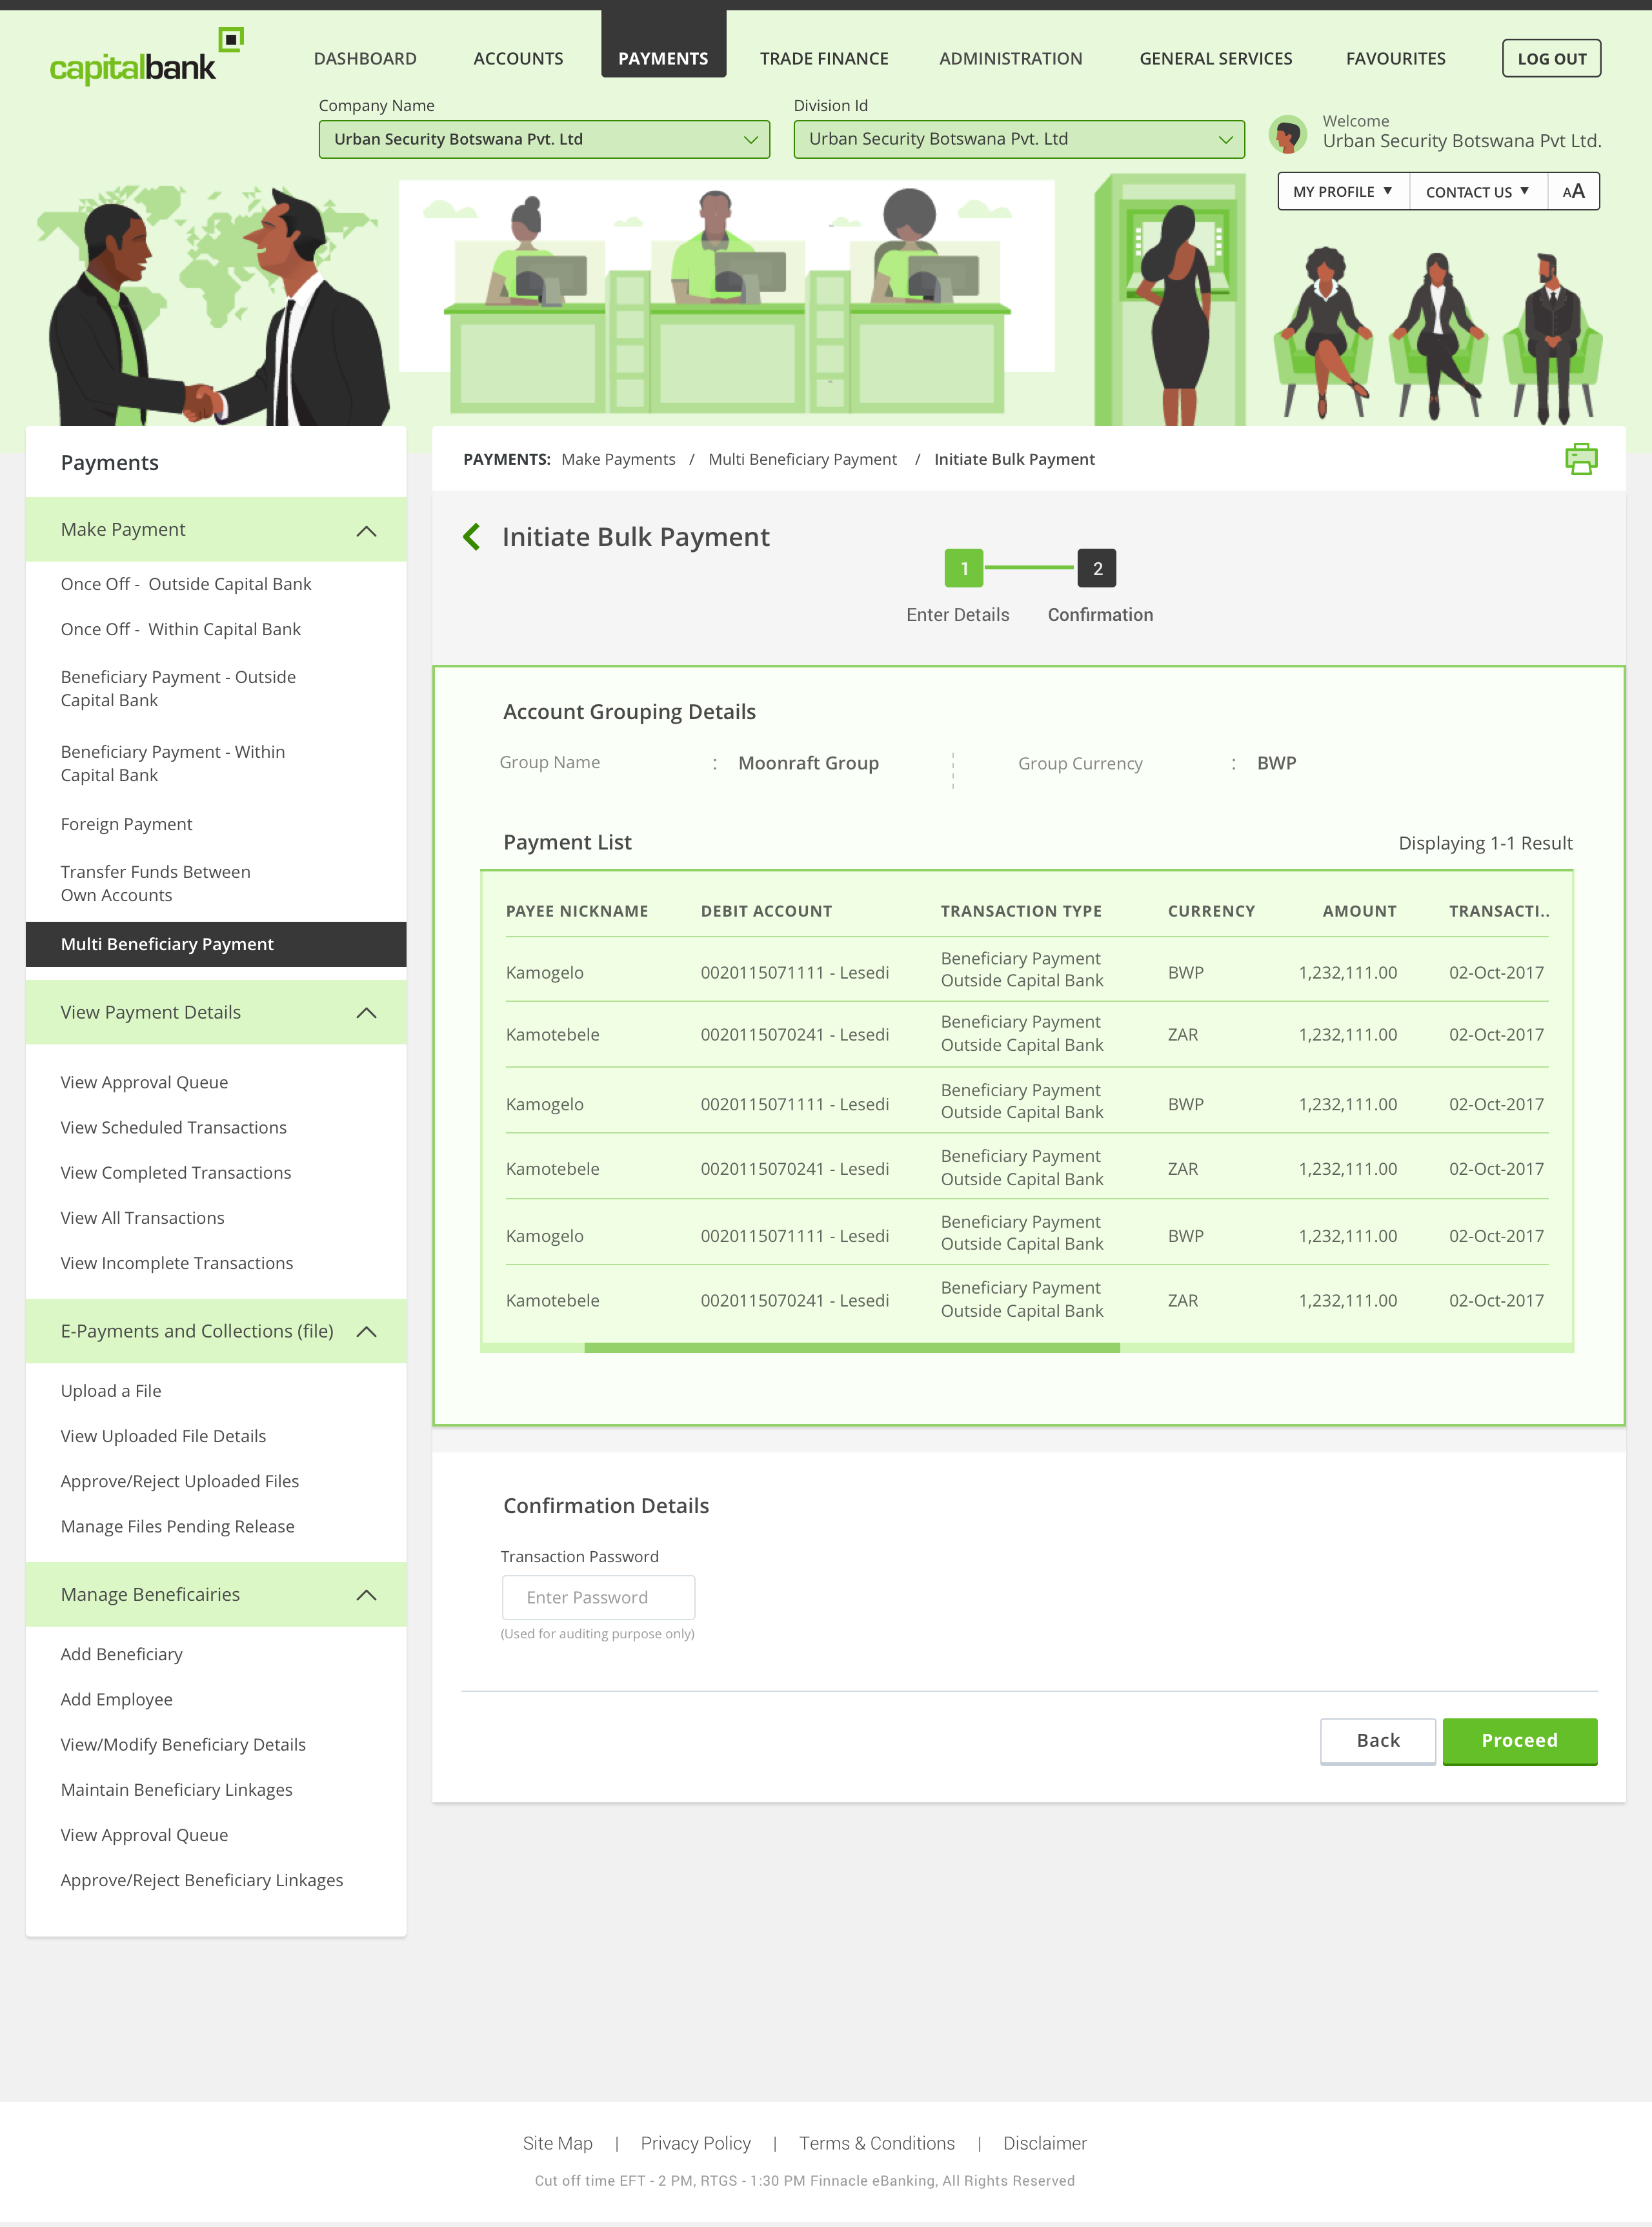 capitalbank
DASHBOARD ACCOUNTS PAYMENTS TRADE FINANCE ADMINISTRATION GENERAL SERVICES FAVOURITES LOG OUT
Company Name Division Id
Urban Security Botswana Pvt. Ltd Urban Security Botswana Pvt. Ltd
Welcome
Urban Security Botswana Pvt Ltd.
MY PROFILE ▼ CONTACT US ▼ AA
Payments
Make Payment
Once Off - Outside Capital Bank
Once Off - Within Capital Bank
Beneficiary Payment - Outside
Capital Bank
Beneficiary Payment - Within
Capital Bank
Foreign Payment
Transfer Funds Between
Own Accounts
Multi Beneficiary Payment
View Payment Details
View Approval Queue
View Scheduled Transactions
View Completed Transactions
View All Transactions
View Incomplete Transactions
E-Payments and Collections (file)
Upload a File
View Uploaded File Details
Approve/Reject Uploaded Files
Manage Files Pending Release
Manage Beneficairies
Add Beneficiary
Add Employee
View/Modify Beneficiary Details
Maintain Beneficiary Linkages
View Approval Queue
Approve/Reject Beneficiary Linkages
PAYMENTS: Make Payments / Multi Beneficiary Payment / Initiate Bulk Payment
Initiate Bulk Payment
1 2
Enter Details Confirmation
Account Grouping Details
Group Name : Moonraft Group Group Currency : BWP
Payment List Displaying 1-1 Result
PAYEE NICKNAME DEBIT ACCOUNT TRANSACTION TYPE CURRENCY AMOUNT TRANSACTI..
Kamogelo 0020115071111 - Lesedi Beneficiary Payment
Outside Capital Bank BWP 1,232,111.00 02-Oct-2017
Kamotebele 0020115070241 - Lesedi Beneficiary Payment
Outside Capital Bank ZAR 1,232,111.00 02-Oct-2017
Kamogelo 0020115071111 - Lesedi Beneficiary Payment
Outside Capital Bank BWP 1,232,111.00 02-Oct-2017
Kamotebele 0020115070241 - Lesedi Beneficiary Payment
Outside Capital Bank ZAR 1,232,111.00 02-Oct-2017
Kamogelo 0020115071111 - Lesedi Beneficiary Payment
Outside Capital Bank BWP 1,232,111.00 02-Oct-2017
Kamotebele 0020115070241 - Lesedi Beneficiary Payment
Outside Capital Bank ZAR 1,232,111.00 02-Oct-2017
Confirmation Details
Transaction Password
Enter Password
(Used for auditing purpose only)
Back Proceed
Site Map | Privacy Policy | Terms & Conditions | Disclaimer
Cut off time EFT - 2 PM, RTGS - 1:30 PM Finnacle eBanking, All Rights Reserved